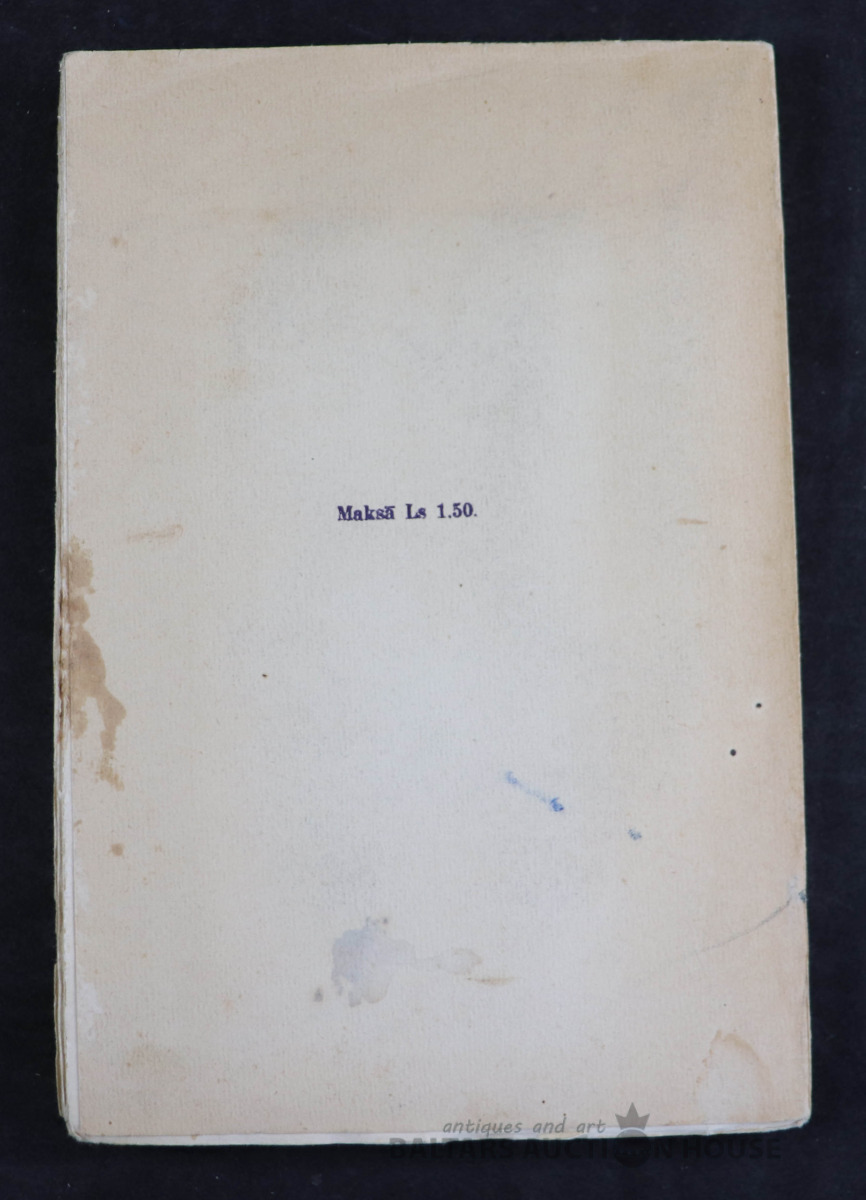 Maksā Ls 1.50.
antiques and art
BALTARS AUCTION HOUSE